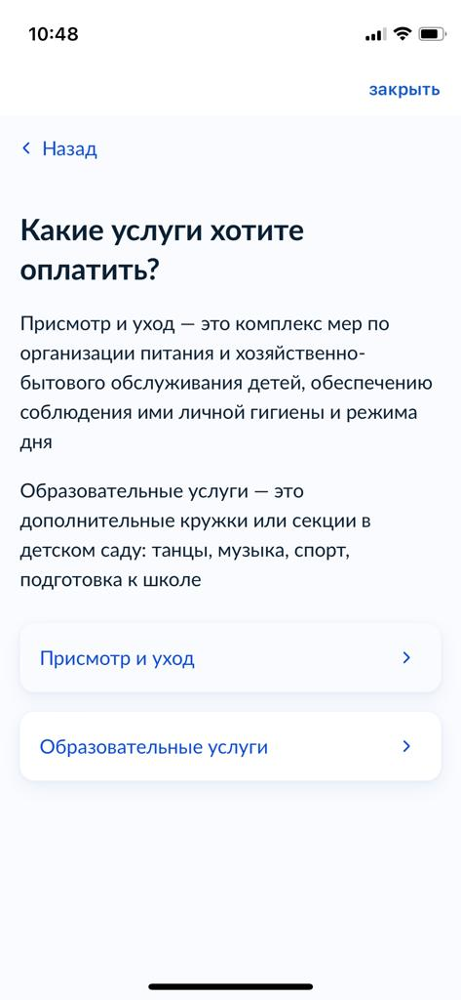 10:48
закрыть
Назад
Какие услуги хотите
оплатить?
Присмотр и уход — это комплекс мер по
организации питания и хозяйственно-
бытового обслуживания детей, обеспечению
соблюдения ими личной гигиены и режима
дня
Образовательные услуги — это
дополнительные кружки или секции в
детском саду: танцы, музыка, спорт,
подготовка к школе
Присмотр и уход
Образовательные услуги